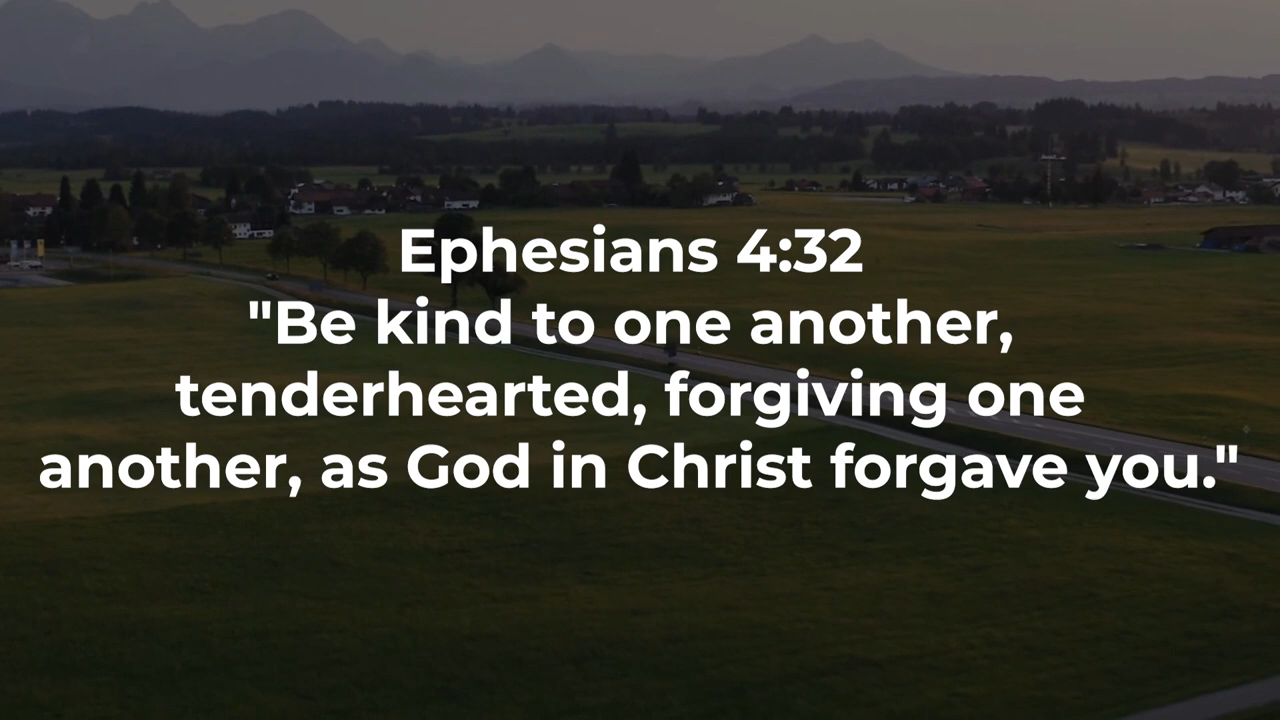 Ephesians 4:32
"Be kind to one another,
tenderhearted, forgiving one
another, as God in Christ forgave you."